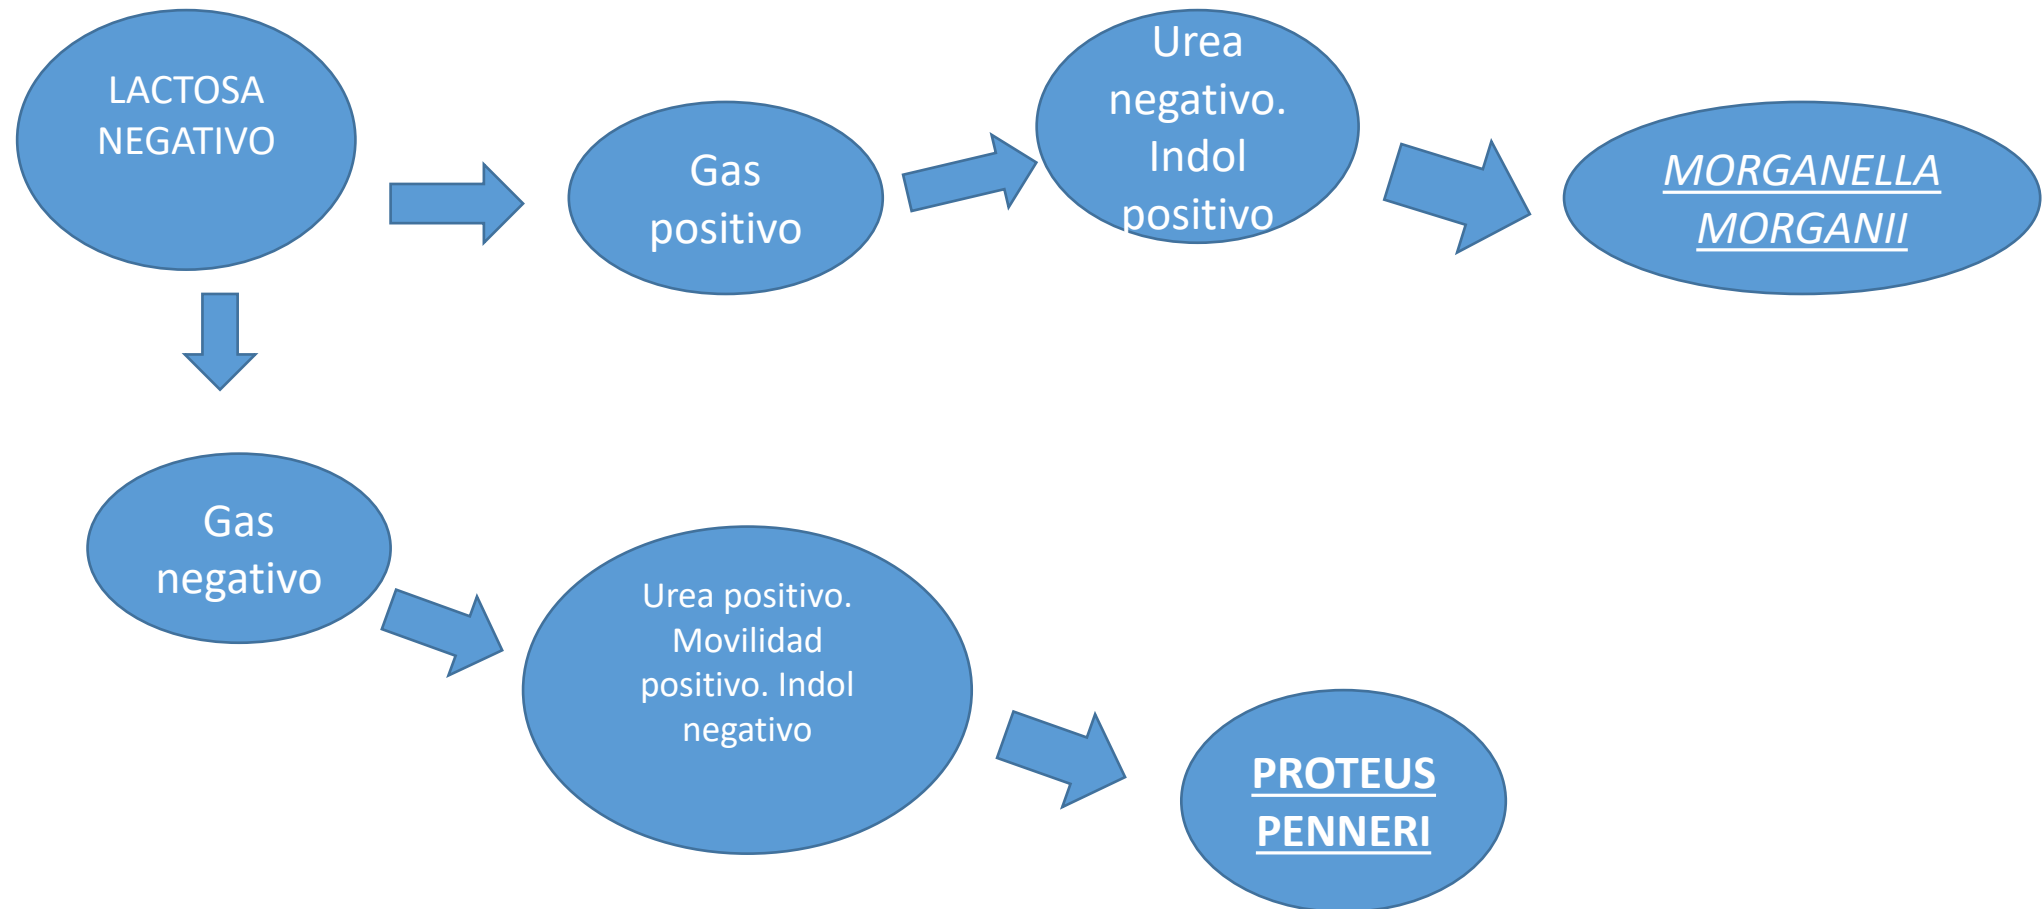 LACTOSA
NEGATIVO
Gas
positivo
Urea
negativo.
Indol
positivo
MORGANELLA
MORGANII
Gas
negativo
Urea positivo.
Movilidad
positivo. Indol
negativo
PROTEUS
PENNERI